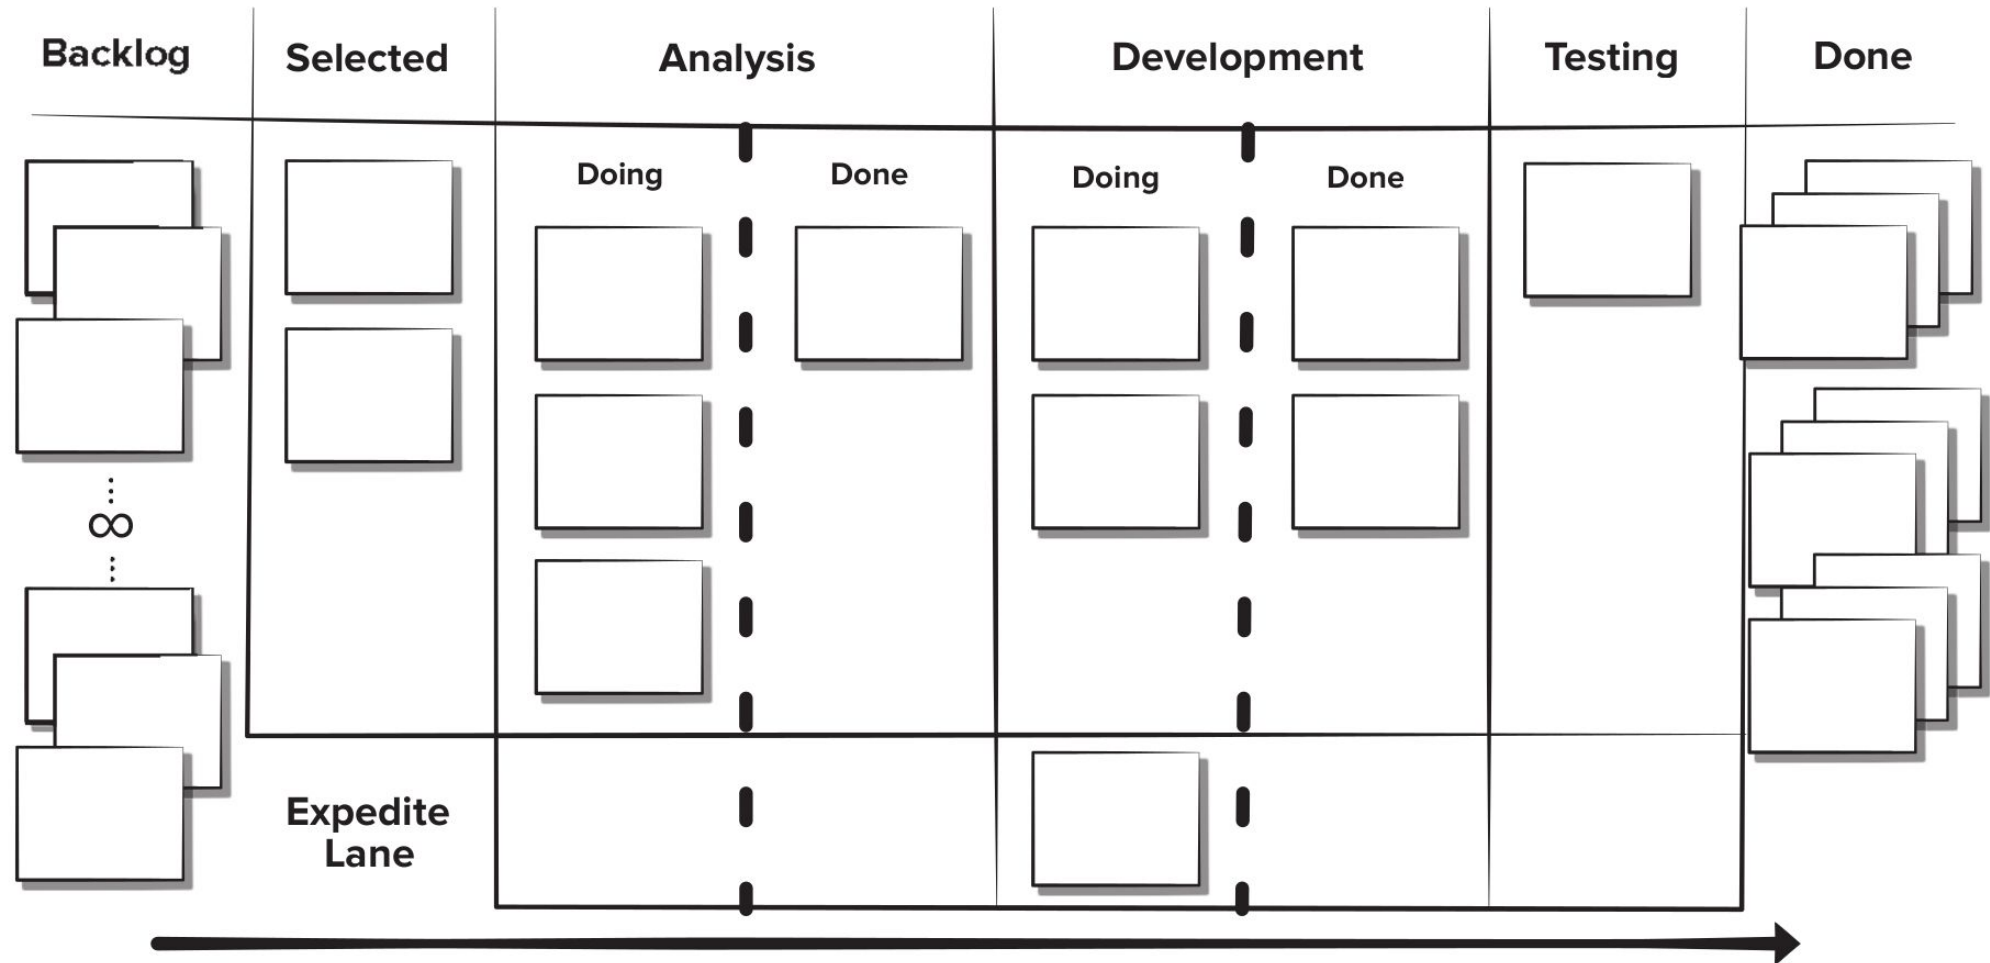 Backlog
Selected
Analysis
Development
Testing
Done
Doing
Done
Doing
Done
∞
Expedite
Lane